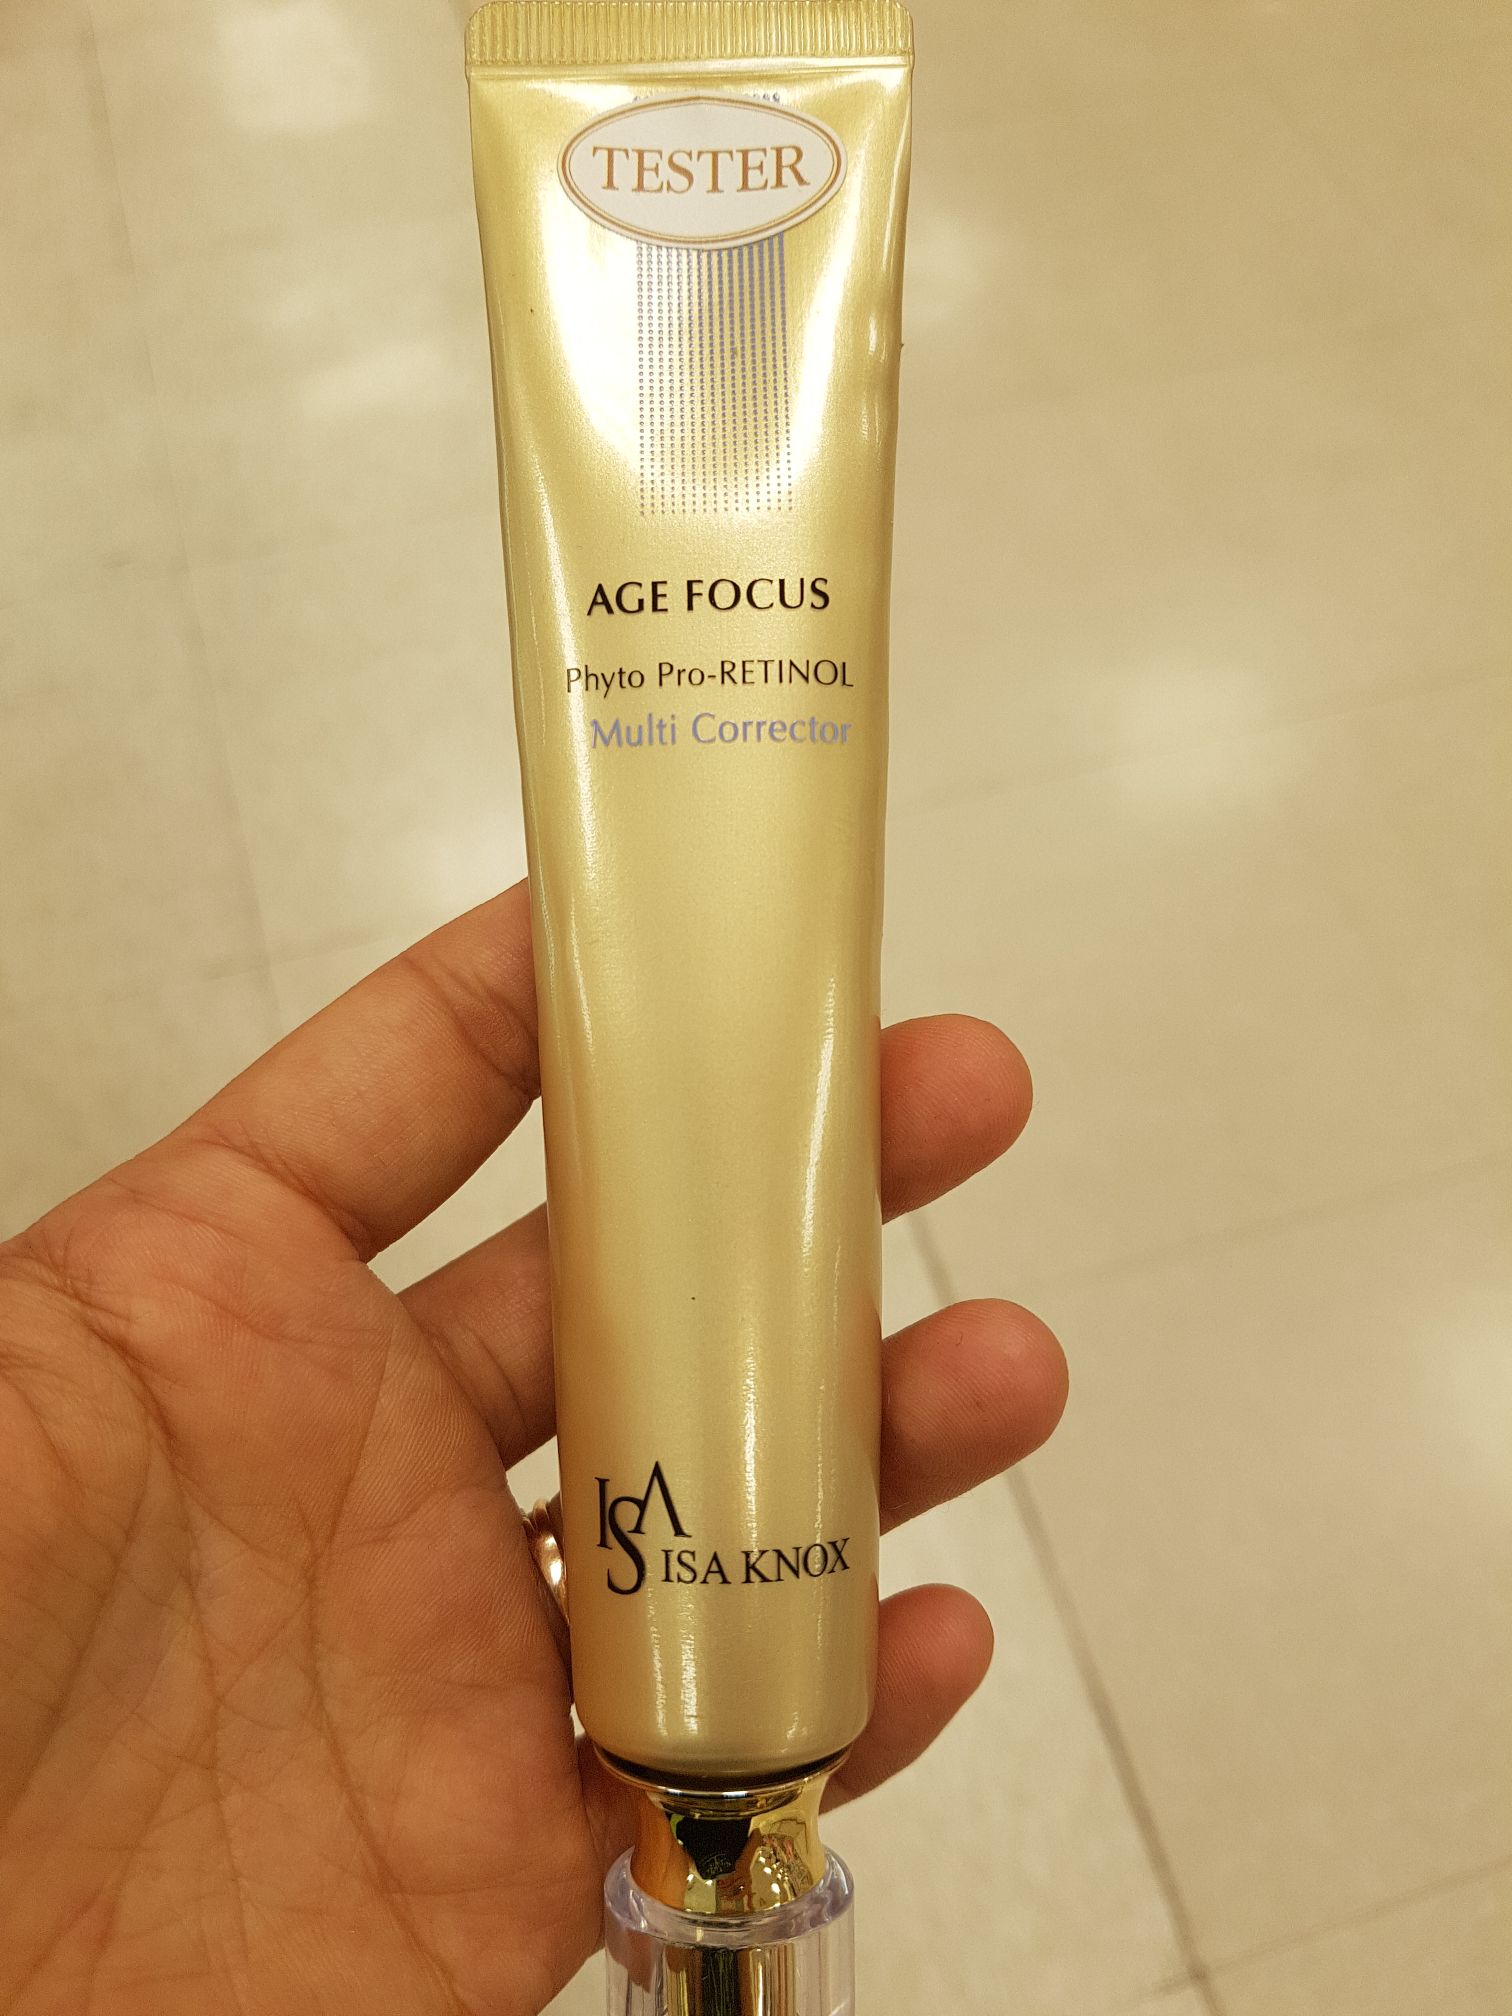 TESTER
AGE FOCUS
Phyto Pro-RETINOL
Multi Corrector
ISA
ISA KNOX